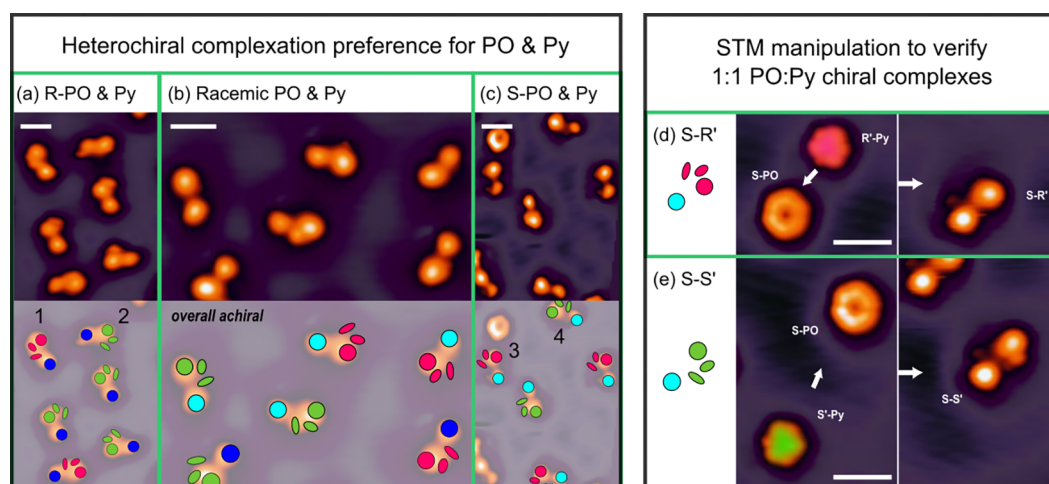 Heterochiral complexation preference for PO & Py
(a) R-PO & Py
(b) Racemic PO & Py
(c) S-PO & Py
1
2
overall achiral
3
4
STM manipulation to verify
1:1 PO:Py chiral complexes
(d) S-R'
R'-Py
S-PO
S-R'
(e) S-S'
S-PO
S'-Py
S-S'